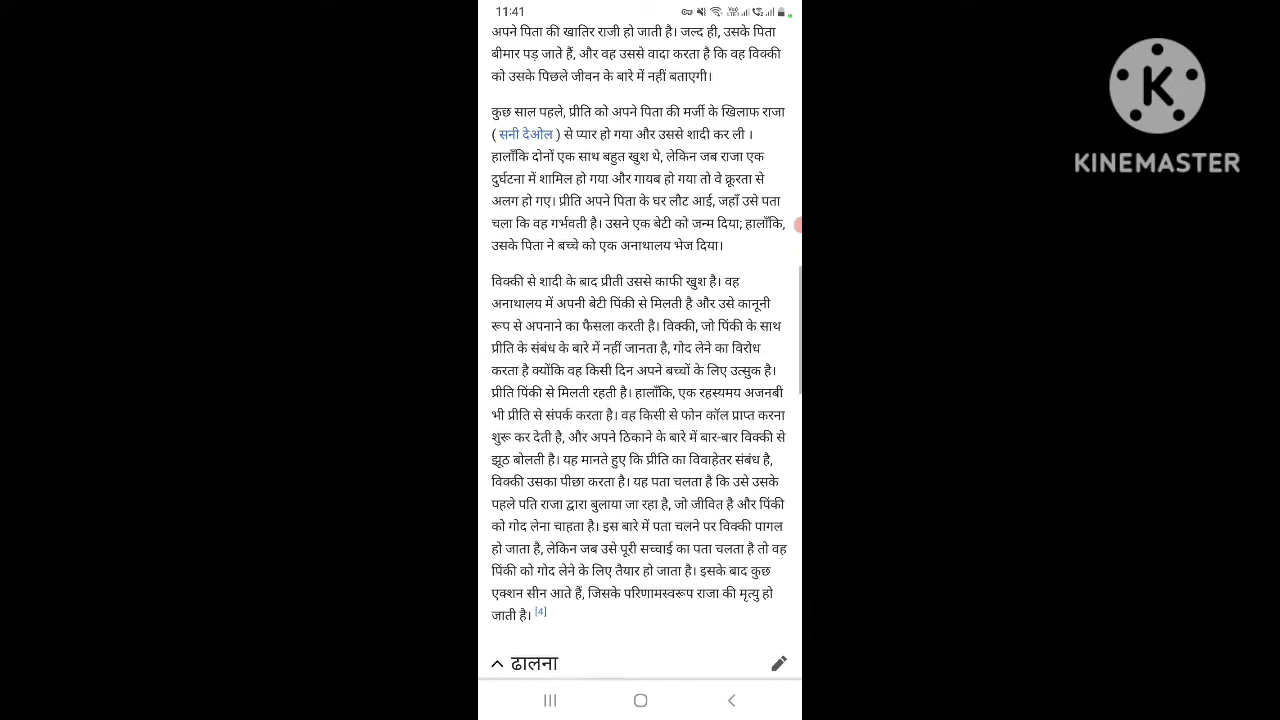 11:41
अपने पिता की खातिर राजी हो जाती है। जल्द ही, उसके पिता
बीमार पड़ जाते हैं, और वह उससे वादा करता है कि वह विक्की
को उसके पिछले जीवन के बारे में नहीं बताएगी।
कुछ साल पहले, प्रीति को अपने पिता की मर्जी के खिलाफ राजा
( सनी देओल ) से प्यार हो गया और उससे शादी कर ली ।
हालाँकि दोनों एक साथ बहुत खुश थे, लेकिन जब राजा एक
दुर्घटना में शामिल हो गया और गायब हो गया तो वे क्रूरता से
अलग हो गए। प्रीति अपने पिता के घर लौट आई, जहाँ उसे पता
चला कि वह गर्भवती है। उसने एक बेटी को जन्म दिया; हालाँकि,
उसके पिता ने बच्चे को एक अनाथालय भेज दिया।
विक्की से शादी के बाद प्रीती उससे काफी खुश है। वह
अनाथालय में अपनी बेटी पिंकी से मिलती है और उसे कानूनी
रूप से अपनाने का फैसला करती है। विक्की, जो पिंकी के साथ
प्रीति के संबंध के बारे में नहीं जानता है, गोद लेने का विरोध
करता है क्योंकि वह किसी दिन अपने बच्चों के लिए उत्सुक है।
प्रीति पिंकी से मिलती रहती है। हालाँकि, एक रहस्यमय अजनबी
भी प्रीति से संपर्क करता है। वह किसी से फोन कॉल प्राप्त करना
शुरू कर देती है, और अपने ठिकाने के बारे में बार-बार विक्की से
झूठ बोलती है। यह मानते हुए कि प्रीति का विवाहेतर संबंध है,
विक्की उसका पीछा करता है। यह पता चलता है कि उसे उसके
पहले पति राजा द्वारा बुलाया जा रहा है, जो जीवित है और पिंकी
को गोद लेना चाहता है। इस बारे में पता चलने पर विक्की पागल
हो जाता है, लेकिन जब उसे पूरी सच्चाई का पता चलता है तो वह
पिंकी को गोद लेने के लिए तैयार हो जाता है। इसके बाद कुछ
एक्शन सीन आते हैं, जिसके परिणामस्वरूप राजा की मृत्यु हो
जाती है। [4]
ढालना
K
KINEMASTER